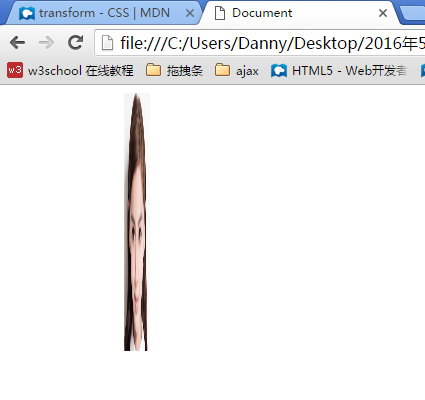 transform - CSS | MDN
Document
file:///C:/Users/Danny/Desktop/2016年5
w3 w3school 在线教程
拖拽条
ajax
HTML5 - Web开发者